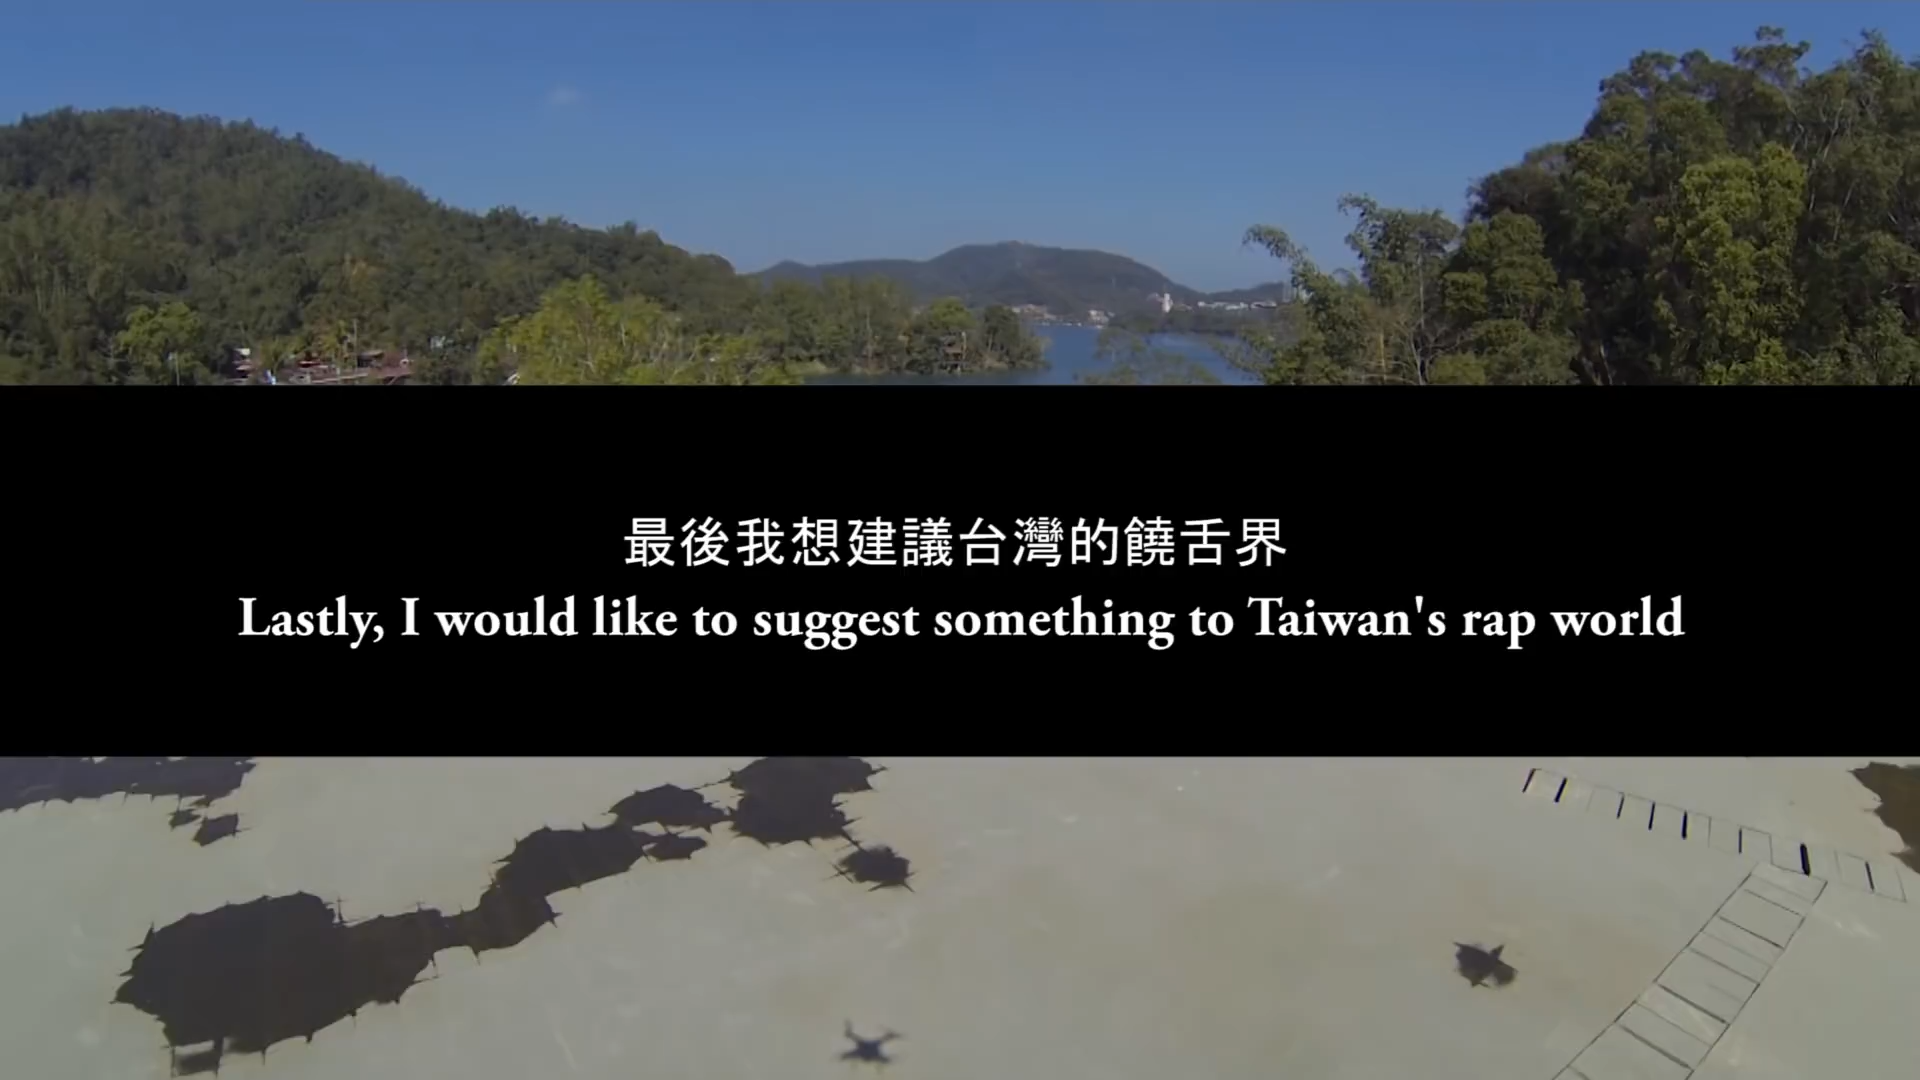 最後我想建議台灣的饒舌界
Lastly, I would like to suggest something to Taiwan's rap world